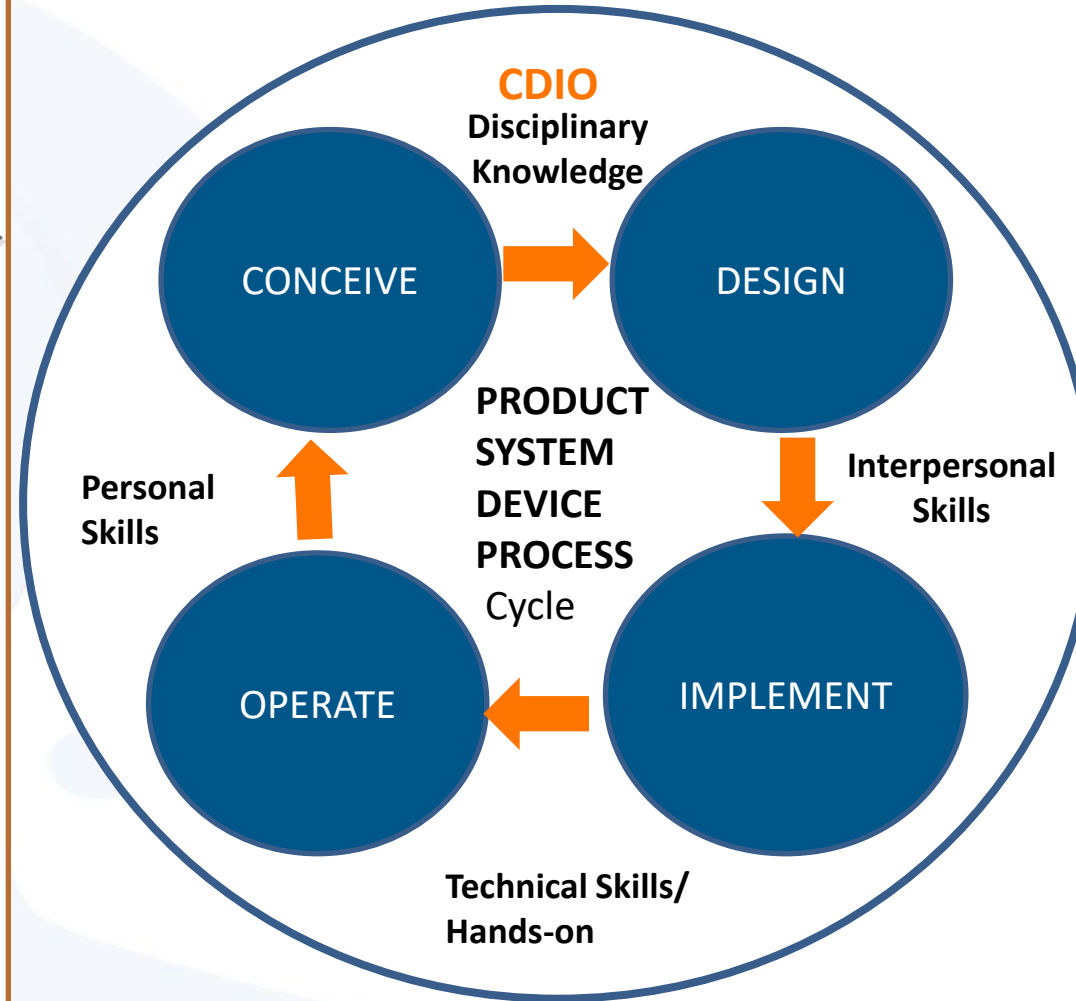 CDIO
Disciplinary
Knowledge
CONCEIVE
DESIGN
PRODUCT
SYSTEM
DEVICE
PROCESS
Cycle
Personal
Skills
Interpersonal
Skills
OPERATE
IMPLEMENT
Technical Skills/
Hands-on